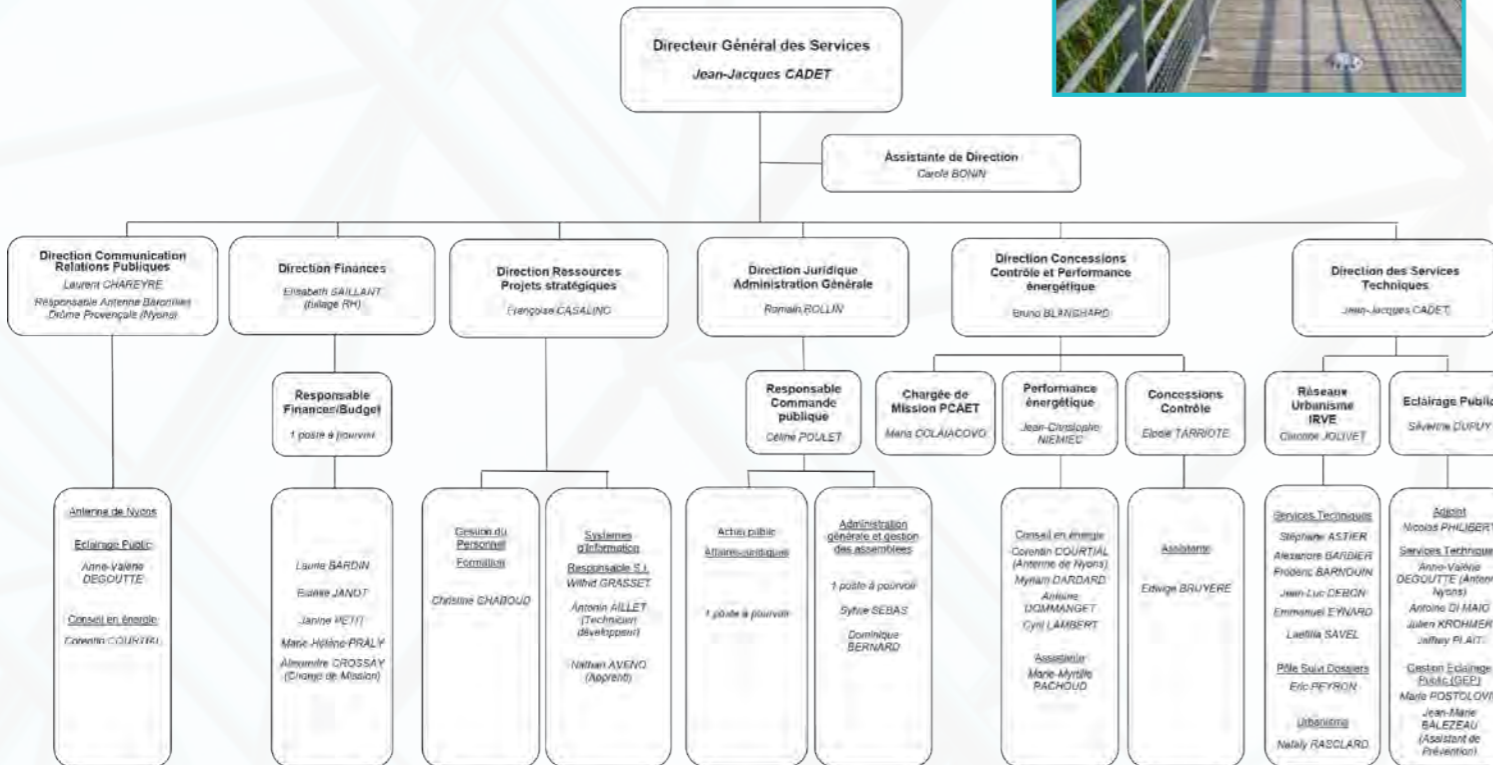 Directeur Général des Services
Jean-Jacques CADET
Assistante de Direction
Carole BONIN
Direction Communication
Relations Publiques
Laurent CHAREYRE
Responsable Antenne Baronnies
Drôme Provençale (Nyons)
Direction Finances
Elisabeth SAILLANT
(tuilage RH)
Direction Ressources
Projets stratégiques
Françoise CASALINO
Direction Juridique
Administration Générale
Romain ROLLIN
Direction Concessions
Contrôle et Performance
énergétique
Bruno BLANCHARD
Direction des Services
Techniques
Jean-Jacques CADET
Responsable
Finances/Budget
1 poste à pourvoir
Responsable
Commande
publique
Céline POULET
Chargée de
Mission PCAET
Maria COLAIACOVO
Performance
énergétique
Jean-Christophe
NIEMIEC
Concessions
Contrôle
Elodie TARRIOTE
Réseaux
Urbanisme
IRVE
JOLIVET
Eclairage Public
Séverine DUPUY
Antenne de Nyons
Eclairage Public
Anne-Valérie
DEGOUTTE
Conseil en énergie
Corentin COURTIAL
Laurie BARDIN
JANOT
Janine PETIT
Marie-Hélène PRALY
Alexandre CROSSAY
(Chargé de Mission)
Gestion du
Personnel
Formation
Christine CHABOUD
Systèmes
d'Information
Responsable S.I.
Wilfrid GRASSET
Antonin AILLET
(Technicien
développeur)
Nathan AVENO
(Apprenti)
Achat public
Affaires juridiques
1 poste à pourvoir
Administration
générale et gestion
des assemblées
1 poste à pourvoir
Sylvie SEBAS
Dominique
BERNARD
Conseil en énergie
Corentin COURTIAL
(Antenne de Nyons)
Myriam DARDARD
Antoine
DOMMANGET
Cyril LAMBERT
Assistante
Marie-Myrtille
PACHOUD
Assistante
Edwige BRUYERE
Services Techniques
Stéphane ASTIER
Alexandre BARBIER
Frédéric BARNOUIN
Jean-Luc DEBON
Emmanuel EYNARD
Laetitia SAVEL
Pôle Suivi Dossiers
Eric PEYRON
Urbanisme
Nataly RASCLARD
Adjoint
Nicolas PHILIBERT
Services Technique
Anne-Valérie
DEGOUTTE (Antenne
Nyons)
Antoine DI MAIO
Julien KROHMER
Jaffrey PLAIT
Gestion Eclairage
Public (GEP)
Marie POSTOLOVI
Jean-Marie
BALEZEAU
(Assistant de
Prévention)